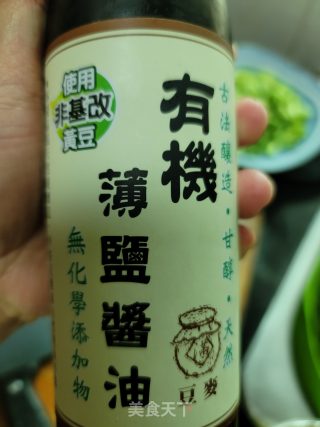 使用
非基改
黃豆
有機
薄鹽醬油
古法釀造·甘醇·天然
無化學添加物
豆麥
美食天下